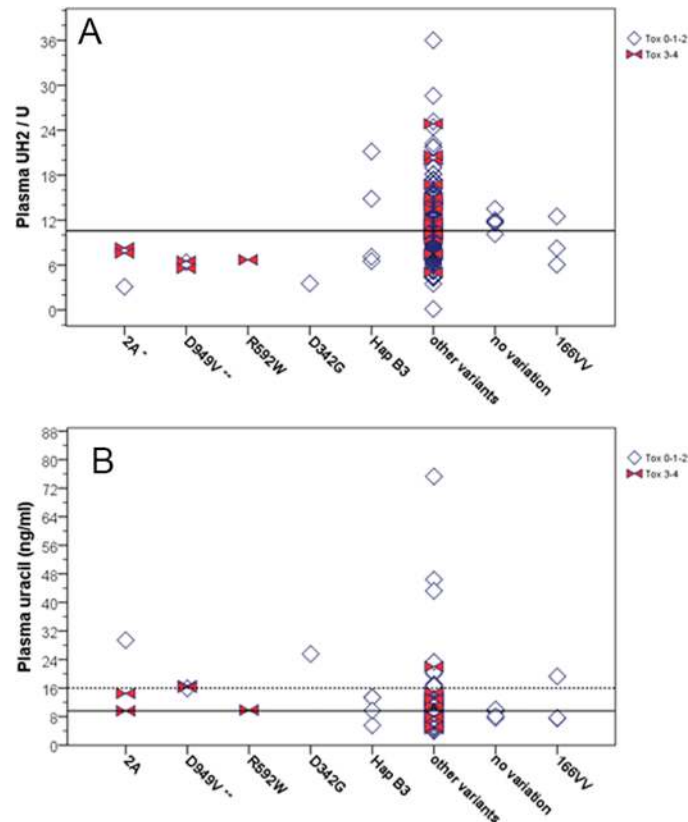 A
Tox 0-1-2
Tox 3-4
Plasma UH2 / U
36
30
24
18
12
6
0
2A *
D949V **
R592W
D342G
Hap B3
other variants
no variation
166VV
B
Tox 0-1-2
Tox 3-4
Plasma uracil (ng/ml)
88
80
72
64
56
48
40
32
24
16
8
0
2A
D949V **
R592W
D342G
Hap B3
other variants
no variation
166VV